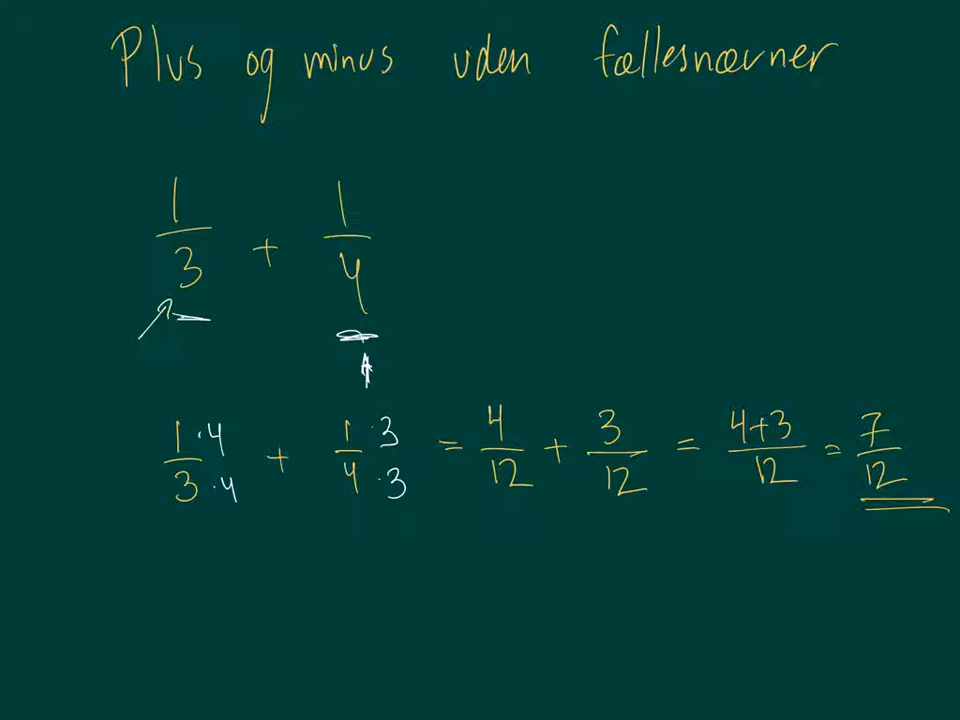 Plus og minus uden fællesnævner
1/3 + 1/4
1·4/3·4 + 1·3/4·3 = 4/12 + 3/12 = 4+3/12 = 7/12